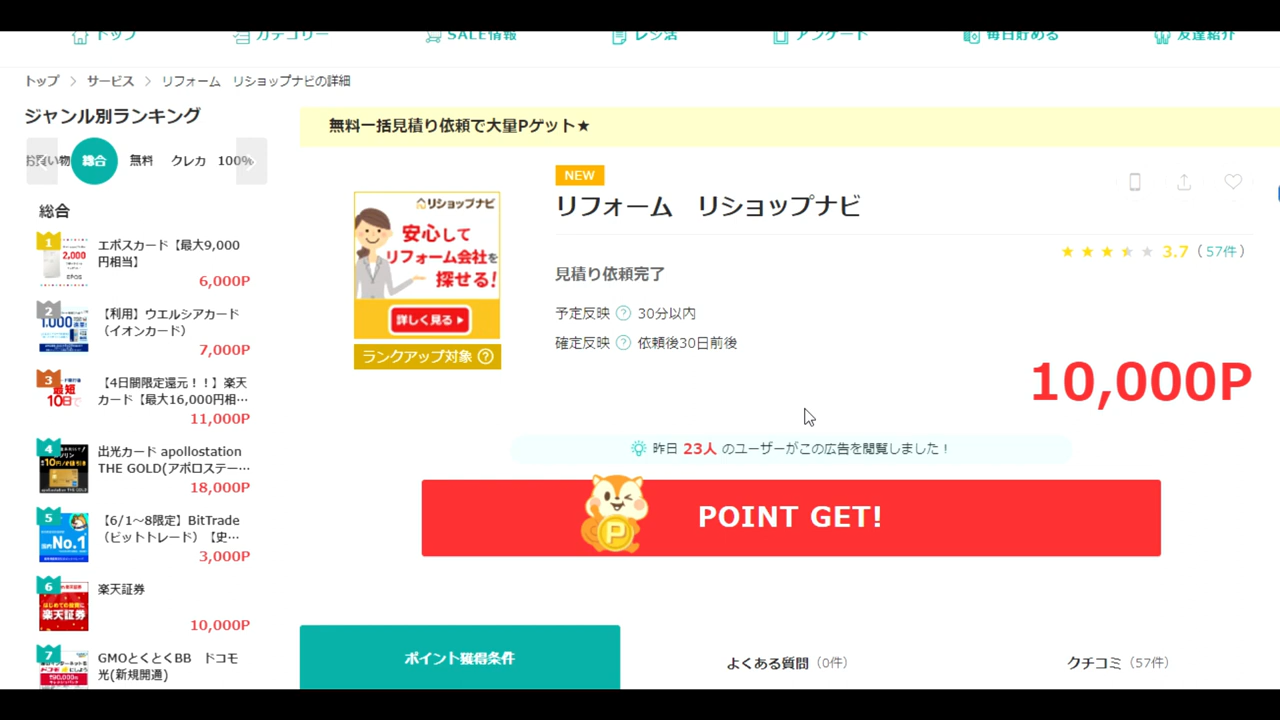 トップ
カテゴリー
SALE情報
レシ活
アンケート
毎日貯める
友達紹介
トップ > サービス > リフォーム　リショップナビの詳細
ジャンル別ランキング
お買い物 総合 無料 クレカ 100%
総合
1
エポスカード【最大9,000
円相当】
6,000P
2
【利用】ウエルシアカード
（イオンカード）
7,000P
3
【4日間限定還元！！】楽天
カード【最大16,000円相…
11,000P
4
出光カード apollostation
THE GOLD(アポロステー…
18,000P
5
【6/1～8限定】BitTrade
（ビットトレード）【史…
3,000P
6
楽天証券
10,000P
7
GMOとくとくBB　ドコモ
光(新規開通)
無料一括見積り依頼で大量Pゲット★
リショップナビ
安心して
リフォーム会社を
探せる!
詳しく見る
ランクアップ対象 ?
NEW
リフォーム　リショップナビ
3.7 (57件)
見積り依頼完了
予定反映 ? 30分以内
確定反映 ? 依頼後30日前後
10,000P
昨日 23人 のユーザーがこの広告を閲覧しました！
P
POINT GET!
ポイント獲得条件
よくある質問（0件）
クチコミ（57件）